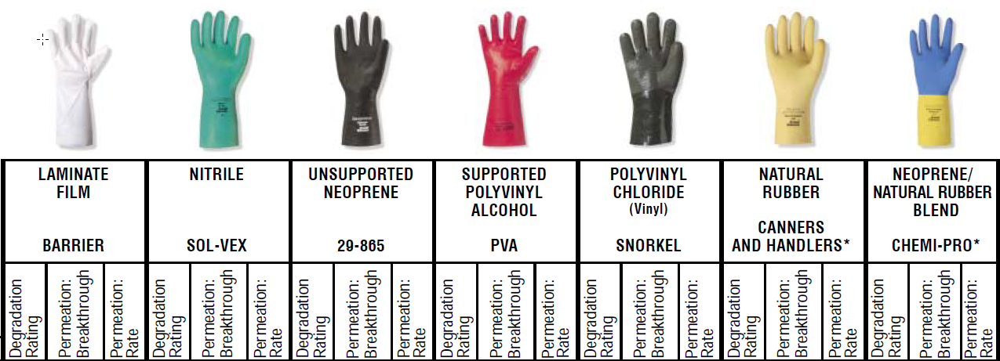 LAMINATE
FILM
BARRIER
NITRILE
SOL-VEX
UNSUPPORTED
NEOPRENE
29-865
SUPPORTED
POLYVINYL
ALCOHOL
PVA
POLYVINYL
CHLORIDE
(Vinyl)
SNORKEL
NATURAL
RUBBER
CANNERS
AND HANDLERS*
NEOPRENE/
NATURAL RUBBER
BLEND
CHEMI-PRO*
Degradation
Rating
Permeation:
Breakthrough
Permeation:
Rate
Degradation
Rating
Permeation:
Breakthrough
Permeation:
Rate
Degradation
Rating
Permeation:
Breakthrough
Permeation:
Rate
Degradation
Rating
Permeation:
Breakthrough
Permeation:
Rate
Degradation
Rating
Permeation:
Breakthrough
Permeation:
Rate
Degradation
Rating
Permeation:
Breakthrough
Permeation:
Rate
Degradation
Rating
Permeation:
Breakthrough
Permeation:
Rate